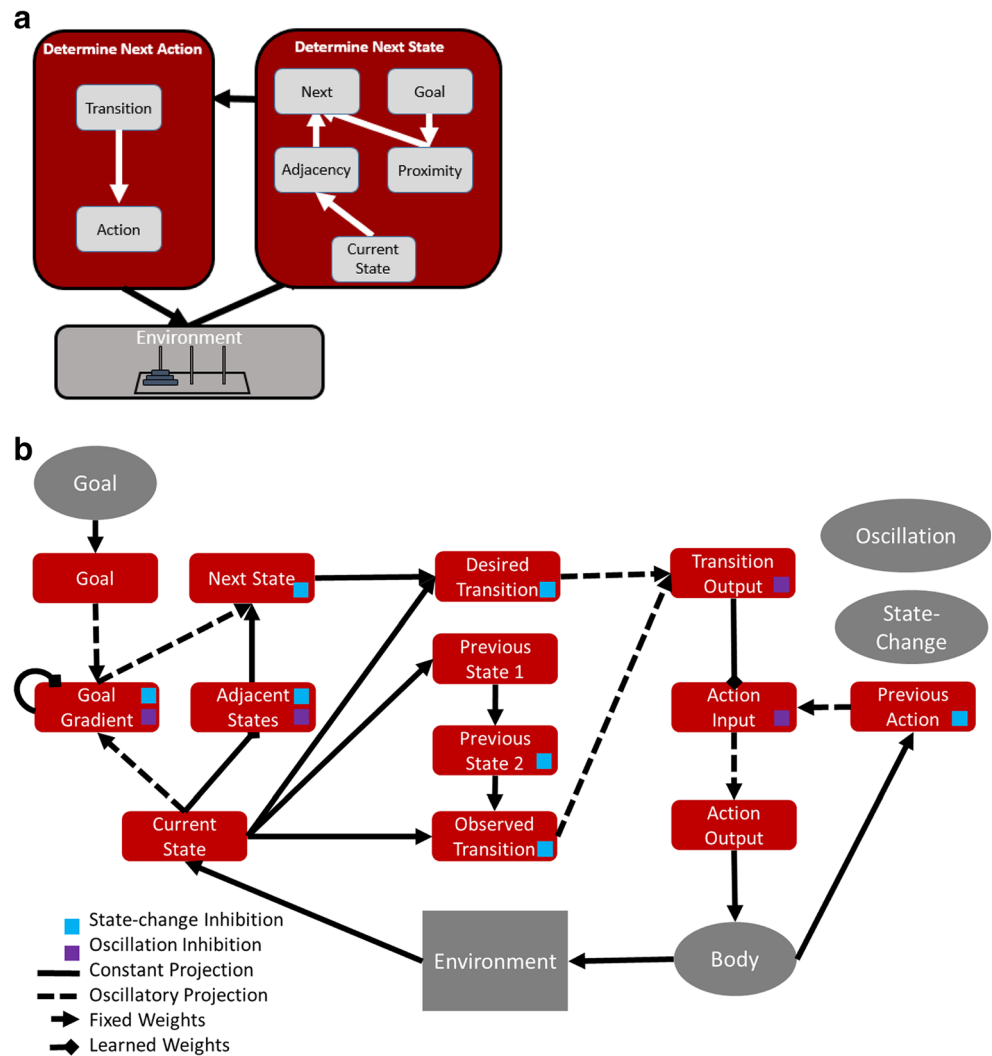 a
Determine Next Action
Determine Next State
Next
Goal
Transition
Adjacency
Proximity
Action
Current
State
Environment
b
Goal
Oscillation
Goal
Next State
Desired
Transition
Transition
Output
State-
Change
Previous
State 1
Goal
Gradient
Adjacent
States
Action
Input
Previous
Action
Previous
State 2
Current
State
Observed
Transition
Action
Output
State-change Inhibition
Oscillation Inhibition
Constant Projection
Oscillatory Projection
Fixed Weights
Learned Weights
Environment
Body